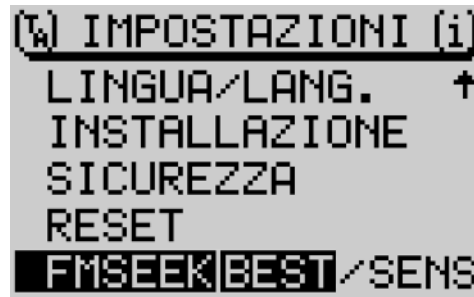 IMPOSTAZIONI (i)
LINGUA/LANG. ↑
INSTALLAZIONE
SICUREZZA
RESET
FMSEEK BEST/SENS